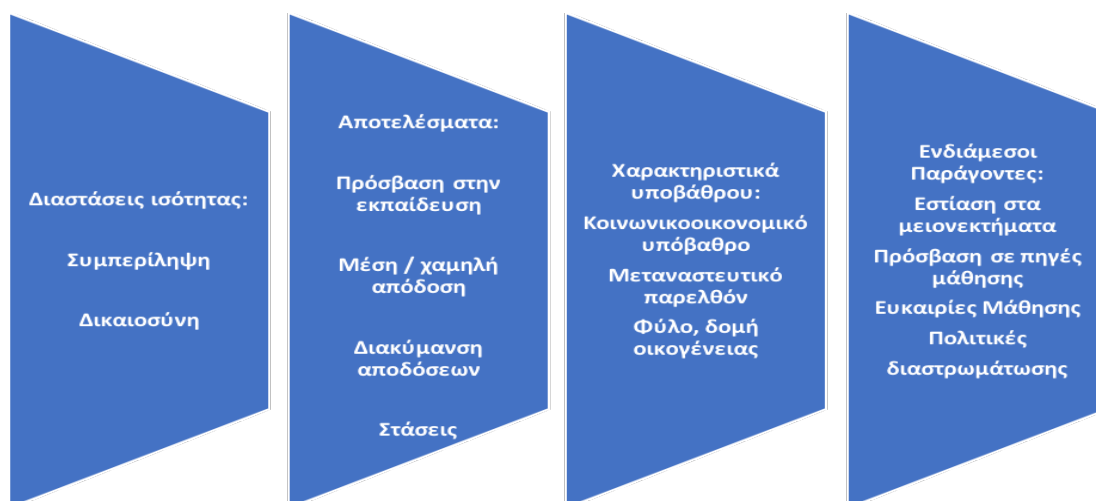 Διαστάσεις ισότητας:
Συμπερίληψη
Δικαιοσύνη
Αποτελέσματα:
Πρόσβαση στην
εκπαίδευση
Μέση / χαμηλή
απόδοση
Διακύμανση
αποδόσεων
Στάσεις
Χαρακτηριστικά
υποβάθρου:
Κοινωνικοοικονομικό
υπόβαθρο
Μεταναστευτικό
παρελθόν
Φύλο, δομή
οικογένειας
Ενδιάμεσοι
Παράγοντες:
Εστίαση στα
μειονεκτήματα
Πρόσβαση σε πηγές
μάθησης
Ευκαιρίες Μάθησης
Πολιτικές
διαστρωμάτωσης